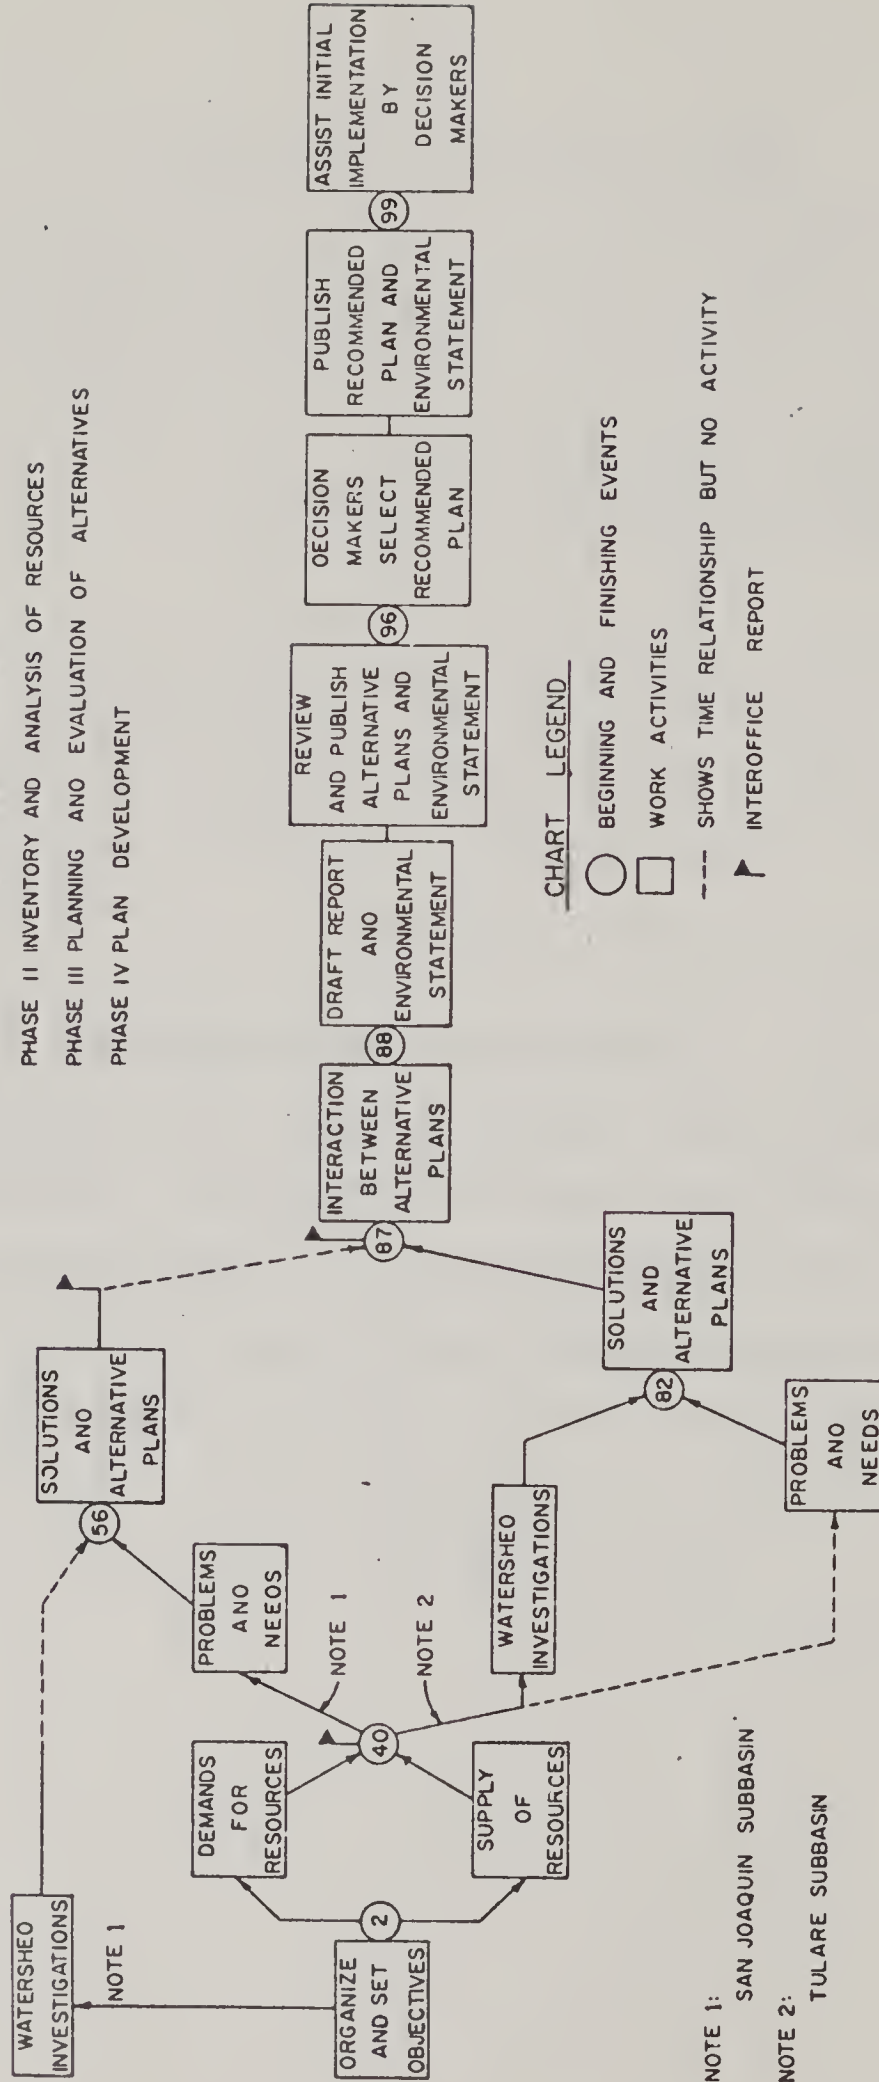 PHASE II INVENTORY AND ANALYSIS OF RESOURCES
PHASE III PLANNING ANO EVALUATION OF ALTERNATIVES
PHASE IV PLAN DEVELOPMENT
WATERSHEO
INVESTIGATIONS
NOTE 1
ORGANIZE
AND SET
OBJECTIVES
2
DEMANDS
FOR
RESOURCES
SUPPLY
OF
RESOURCES
40
NOTE 1
NOTE 2
PROBLEMS
ANO
NEEOS
WATERSHEO
INVESTIGATIONS
PROBLEMS
ANO
NEEDS
56
SOLUTIONS
ANO
ALTERNATIVE
PLANS
82
SOLUTIONS
AND
ALTERNATIVE
PLANS
87
INTERACTION
BETWEEN
ALTERNATIVE
PLANS
88
DRAFT REPORT
ANO
ENVIRONMENTAL
STATEMENT
REVIEW
AND PUBLISH
ALTERNATIVE
PLANS AND
ENVIRONMENTAL
STATEMENT
96
OECISION
MAKERS
SELECT
RECOMMENDED
PLAN
PUBLISH
RECOMMENDED
PLAN AND
ENVIRONMENTAL
STATEMENT
99
ASSIST INITIAL
IMPLEMENTATION
BY
DECISION
MAKERS
CHART LEGEND
BEGINNING AND FINISHING EVENTS
WORK ACTIVITIES
SHOWS TIME RELATIONSHIP BUT NO ACTIVITY
INTEROFFICE REPORT
NOTE 1:
SAN JOAQUIN SUBBASIN
NOTE 2:
TULARE SUBBASIN